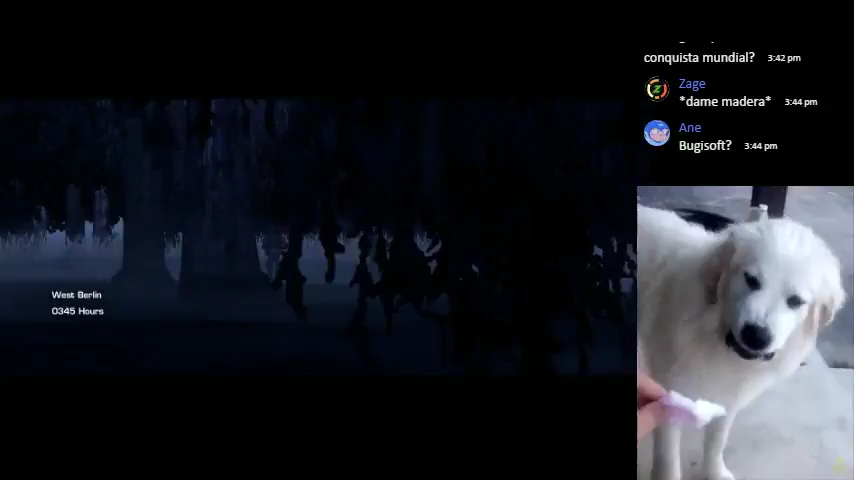 conquista mundial? 3:42 pm
Zage
*dame madera* 3:44 pm
Ane
Bugisoft? 3:44 pm
West Berlin
0345 Hours